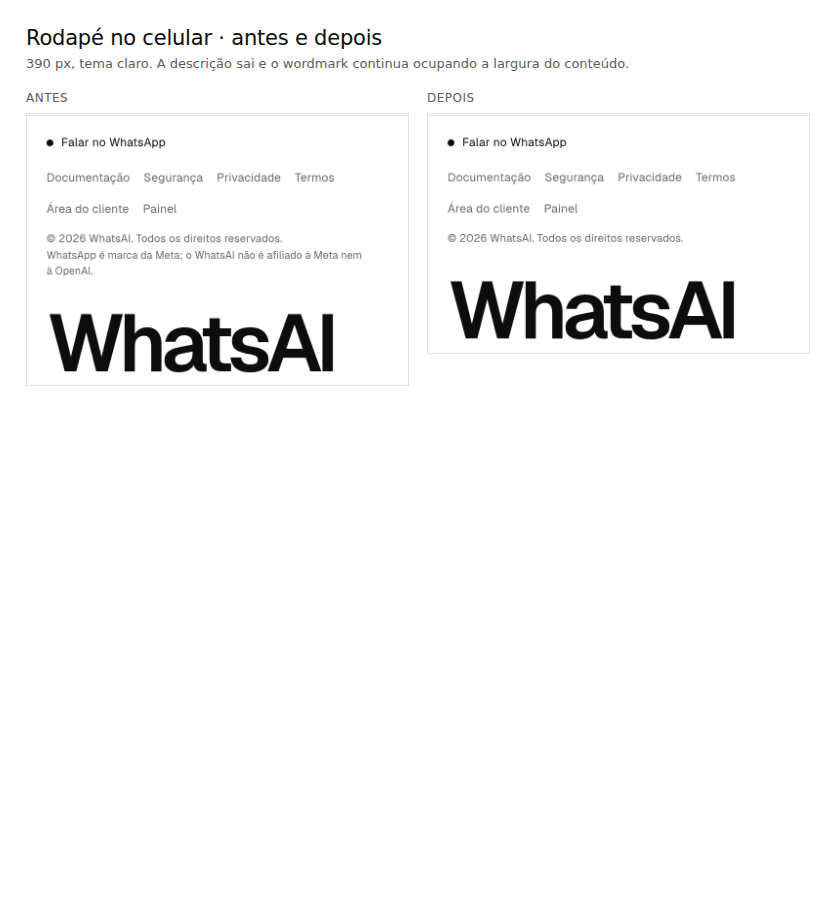 Rodapé no celular · antes e depois
390 px, tema claro. A descrição sai e o wordmark continua ocupando a largura do conteúdo.
ANTES
Falar no WhatsApp
Documentação Segurança Privacidade Termos
Área do cliente Painel
© 2026 WhatsAI. Todos os direitos reservados.
WhatsApp é marca da Meta; o WhatsAI não é afiliado à Meta nem
à OpenAI.
WhatsAI
DEPOIS
Falar no WhatsApp
Documentação Segurança Privacidade Termos
Área do cliente Painel
© 2026 WhatsAI. Todos os direitos reservados.
WhatsAI